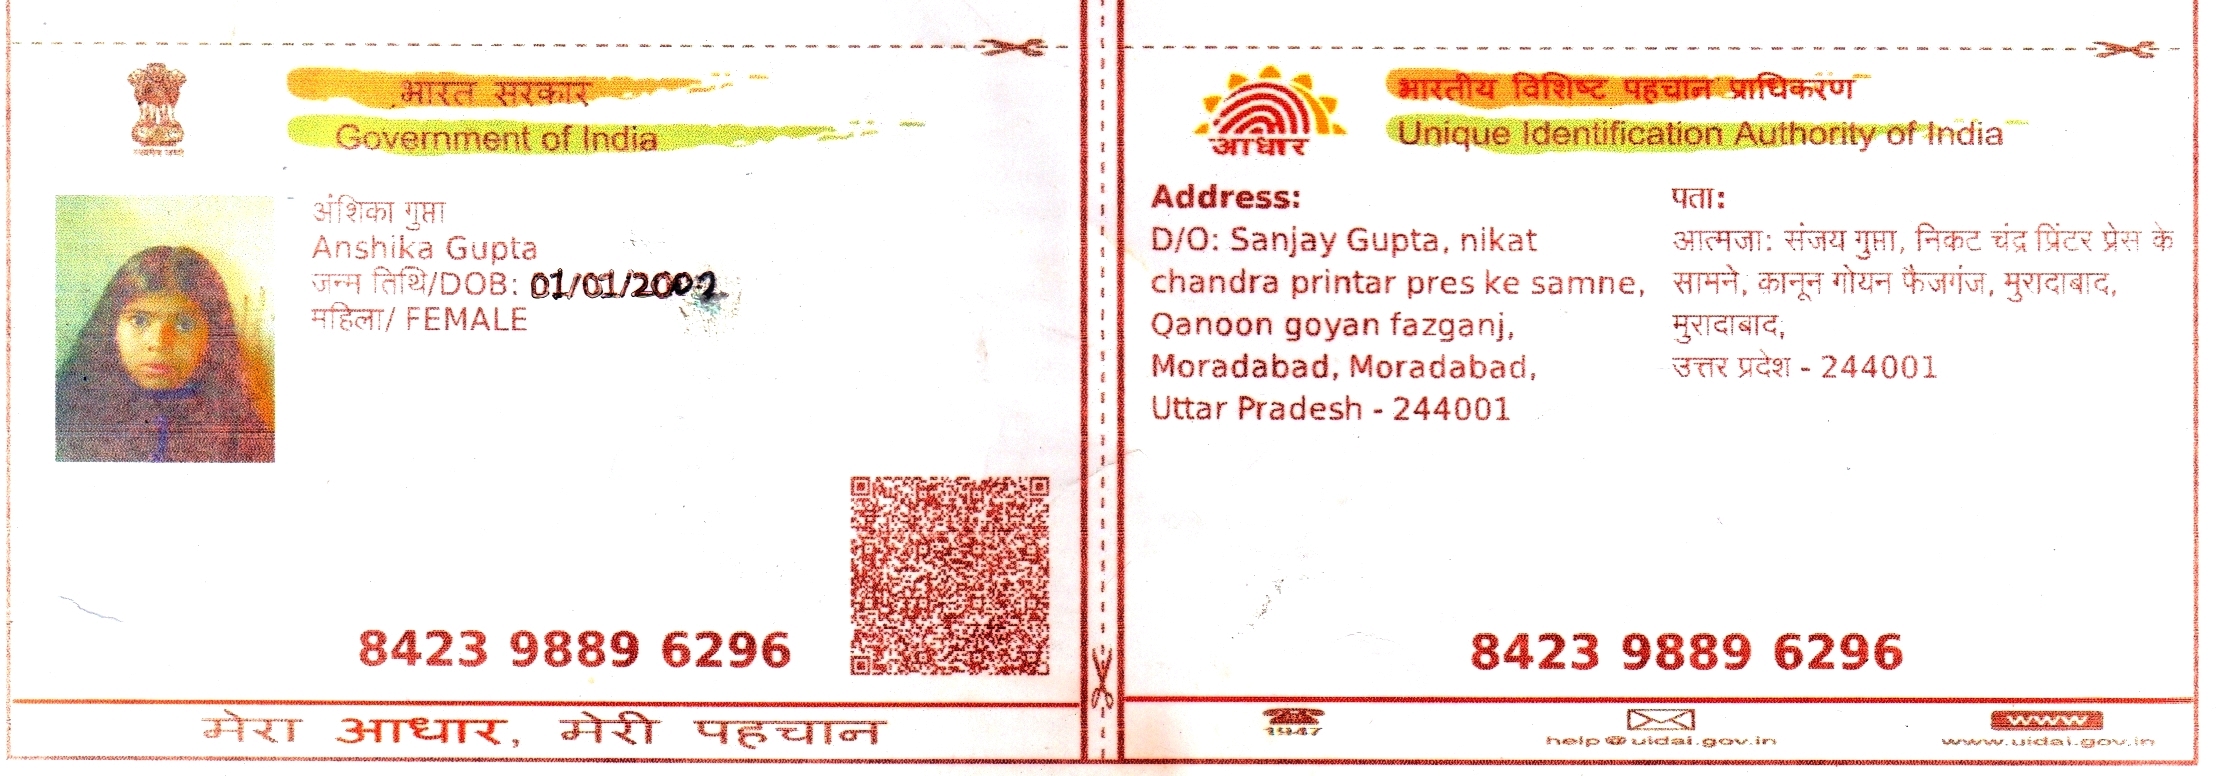 भारत सरकार
Government of India
अंशिका गुप्ता
Anshika Gupta
जन्म तिथि/DOB: 01/01/2002
महिला/ FEMALE
8423 9889 6296
मेरा आधार, मेरी पहचान
आधार
भारतीय विशिष्ट पहचान प्राधिकरण
Unique Identification Authority of India
Address:
D/O: Sanjay Gupta, nikat
chandra printar pres ke samne,
Qanoon goyan fazganj,
Moradabad, Moradabad,
Uttar Pradesh - 244001
पता:
आत्मजा: संजय गुप्ता, निकट चंद्र प्रिंटर प्रेस के
सामने, कानून गोयन फैजगंज, मुरादाबाद,
मुरादाबाद,
उत्तर प्रदेश - 244001
8423 9889 6296
1947
help@uidai.gov.in
www
www.uidai.gov.in